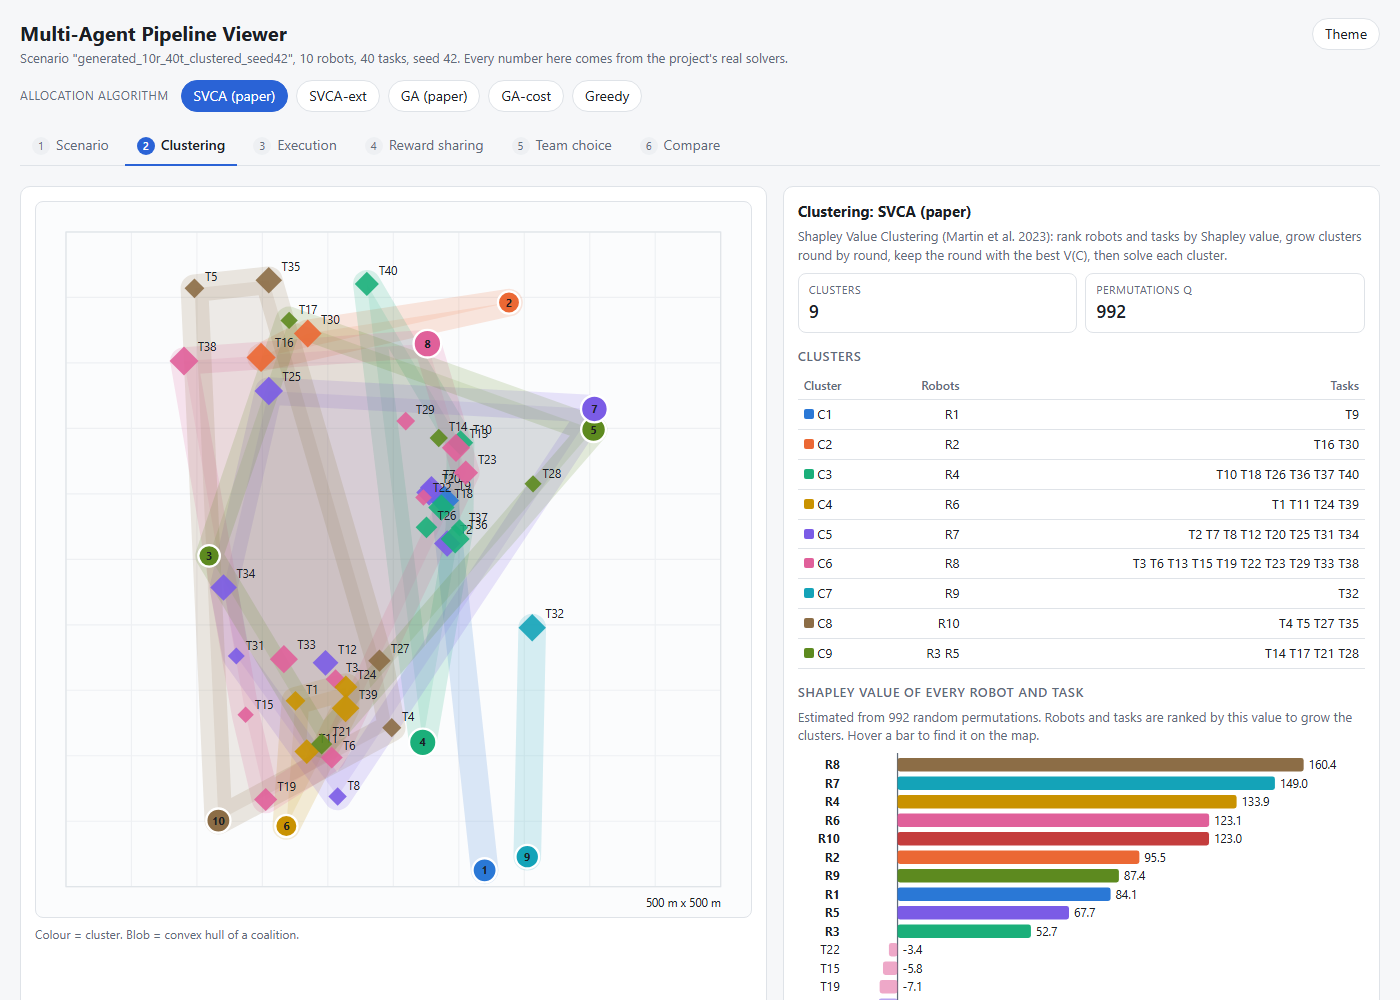 Multi-Agent Pipeline Viewer
Theme
Scenario "generated_10r_40t_clustered_seed42", 10 robots, 40 tasks, seed 42. Every number here comes from the project's real solvers.
ALLOCATION ALGORITHM SVCA (paper) SVCA-ext GA (paper) GA-cost Greedy
1 Scenario 2 Clustering 3 Execution 4 Reward sharing 5 Team choice 6 Compare
T5
T35
T40
2
T17
T30
8
T16
T38
T25
7
T29
5
T14
T10
T13
T23
T28
T7
T20
T9
T22
T18
T26
T37
T36
3
T34
T32
T31
T33
T12
T27
T3
T24
T1
T39
T15
T4
T21
T11
T6
4
T19
T8
10
6
9
1
500 m x 500 m
Colour = cluster. Blob = convex hull of a coalition.
Clustering: SVCA (paper)
Shapley Value Clustering (Martin et al. 2023): rank robots and tasks by Shapley value, grow clusters
round by round, keep the round with the best V(C), then solve each cluster.
CLUSTERS
9
PERMUTATIONS Q
992
CLUSTERS
Cluster Robots Tasks
C1 R1 T9
C2 R2 T16 T30
C3 R4 T10 T18 T26 T36 T37 T40
C4 R6 T1 T11 T24 T39
C5 R7 T2 T7 T8 T12 T20 T25 T31 T34
C6 R8 T3 T6 T13 T15 T19 T22 T23 T29 T33 T38
C7 R9 T32
C8 R10 T4 T5 T27 T35
C9 R3 R5 T14 T17 T21 T28
SHAPLEY VALUE OF EVERY ROBOT AND TASK
Estimated from 992 random permutations. Robots and tasks are ranked by this value to grow the
clusters. Hover a bar to find it on the map.
R8 160.4
R7 149.0
R4 133.9
R6 123.1
R10 123.0
R2 95.5
R9 87.4
R1 84.1
R5 67.7
R3 52.7
T22 -3.4
T15 -5.8
T19 -7.1